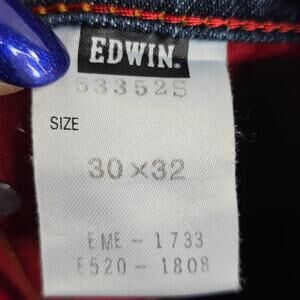 EDWIN.
53352S
SIZE
30×32
EME - 1733
E520 - 1808